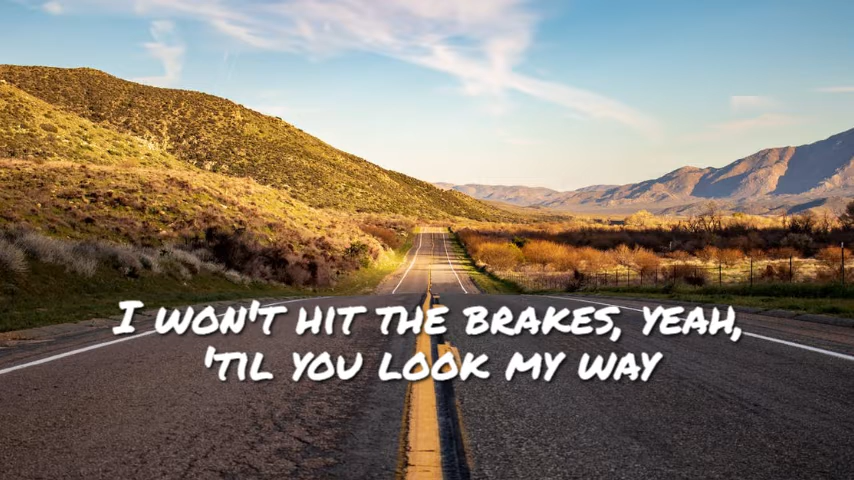 I WON'T HIT THE BRAKES, YEAH,
'TIL YOU LOOK MY WAY